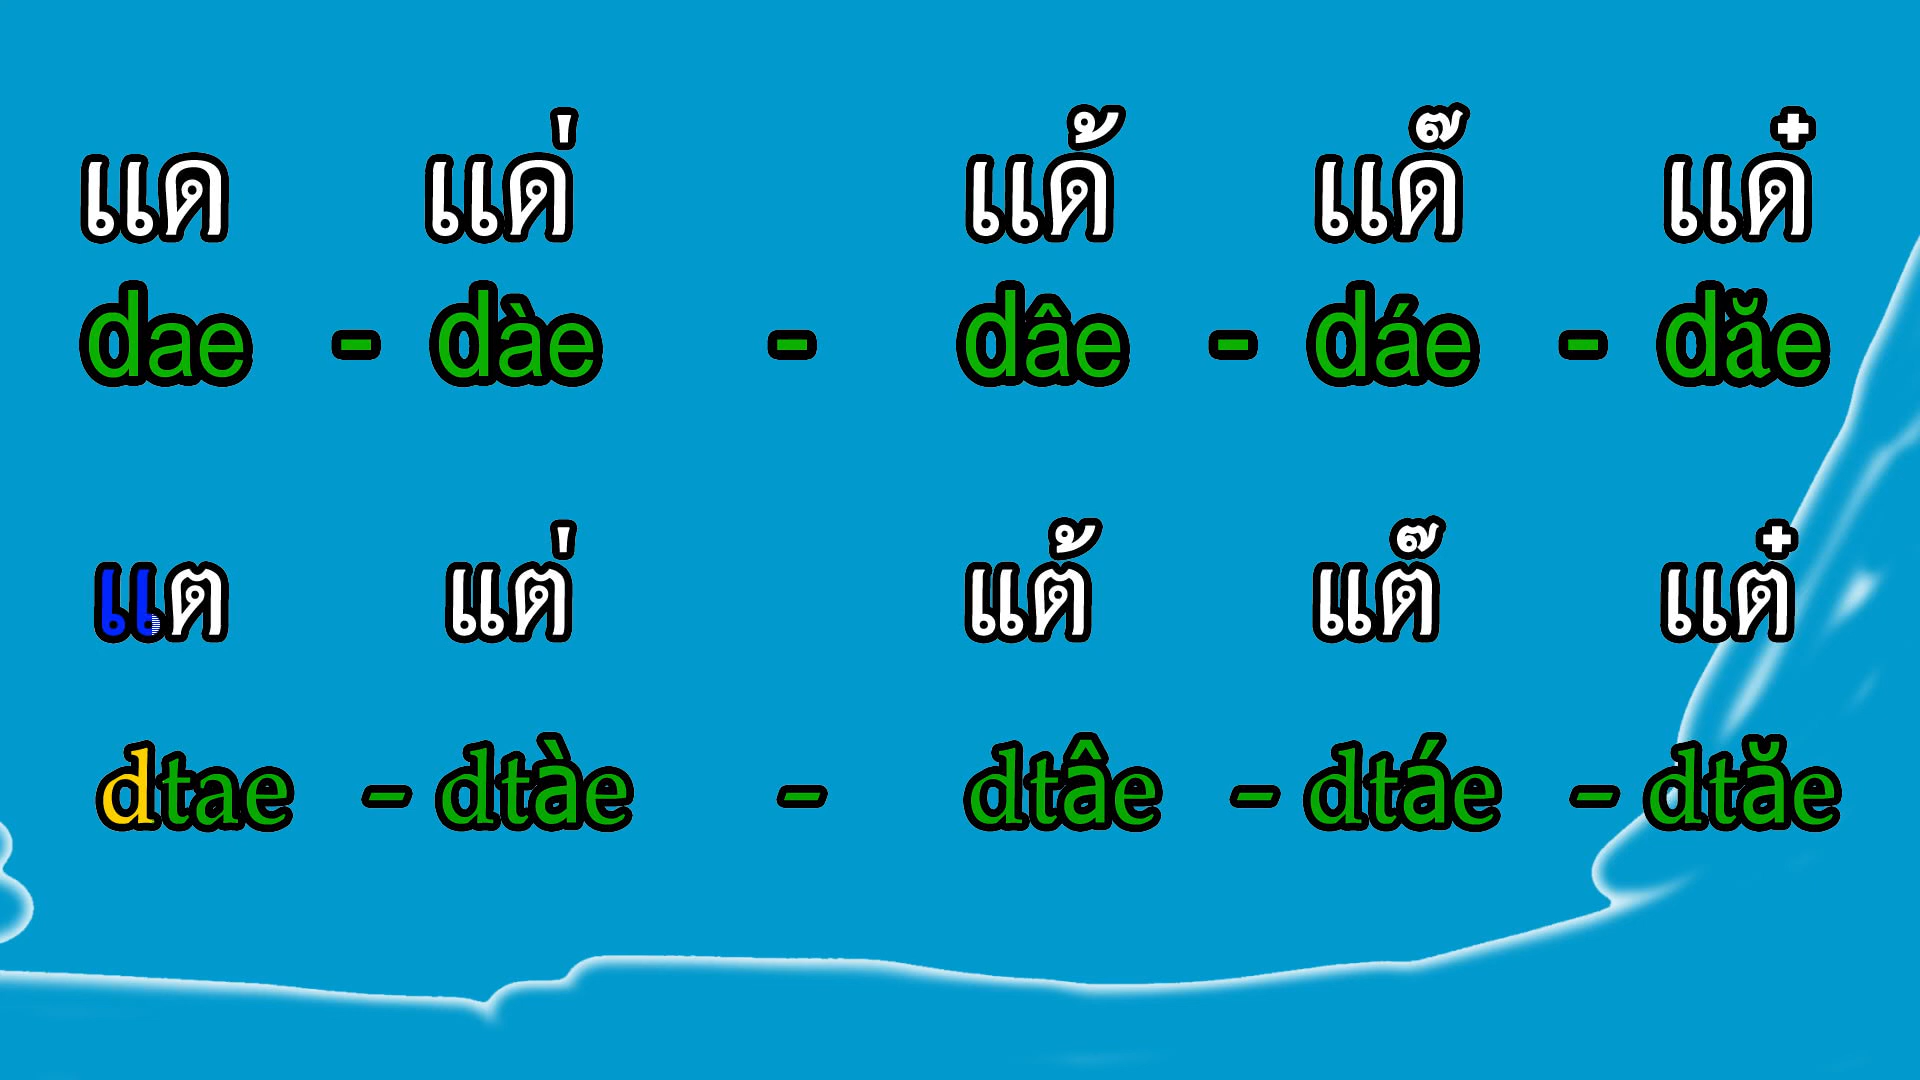 แด แด่ แด้ แด๊ แด๋
dae - dàe - dâe - dáe - dăe
แต แต่ แต้ แต๊ แต๋
dtae - dtàe - dtâe - dtáe - dtăe